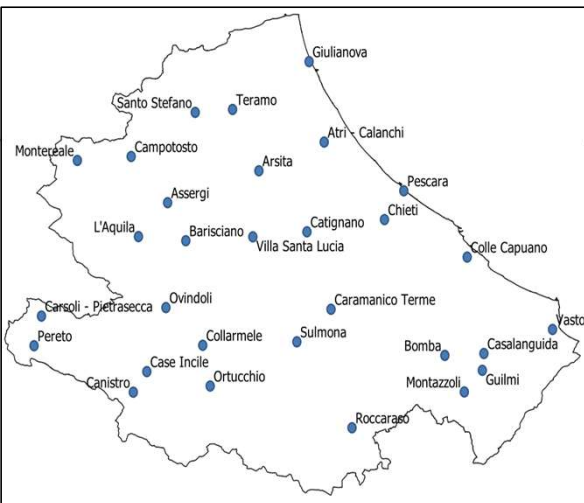 Giulianova
Santo Stefano
Teramo
Atri - Calanchi
Montereale
Campotosto
Arsita
Assergi
Pescara
Chieti
L'Aquila
Barisciano
Villa Santa Lucia
Catignano
Colle Capuano
Carsoli - Pietrasecca
Ovindoli
Caramanico Terme
Vasto
Pereto
Collarmele
Sulmona
Bomba
Casalanguida
Case Incile
Canistro
Ortucchio
Montazzoli
Guilmi
Roccaraso